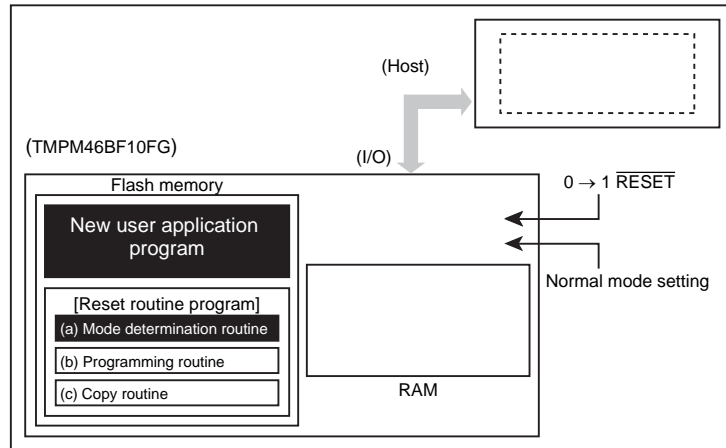 (Host)
(TMPM46BF10FG)
(I/O)
Flash memory
0 → 1 RESET
New user application
program
Normal mode setting
[Reset routine program]
(a) Mode determination routine
(b) Programming routine
(c) Copy routine
RAM